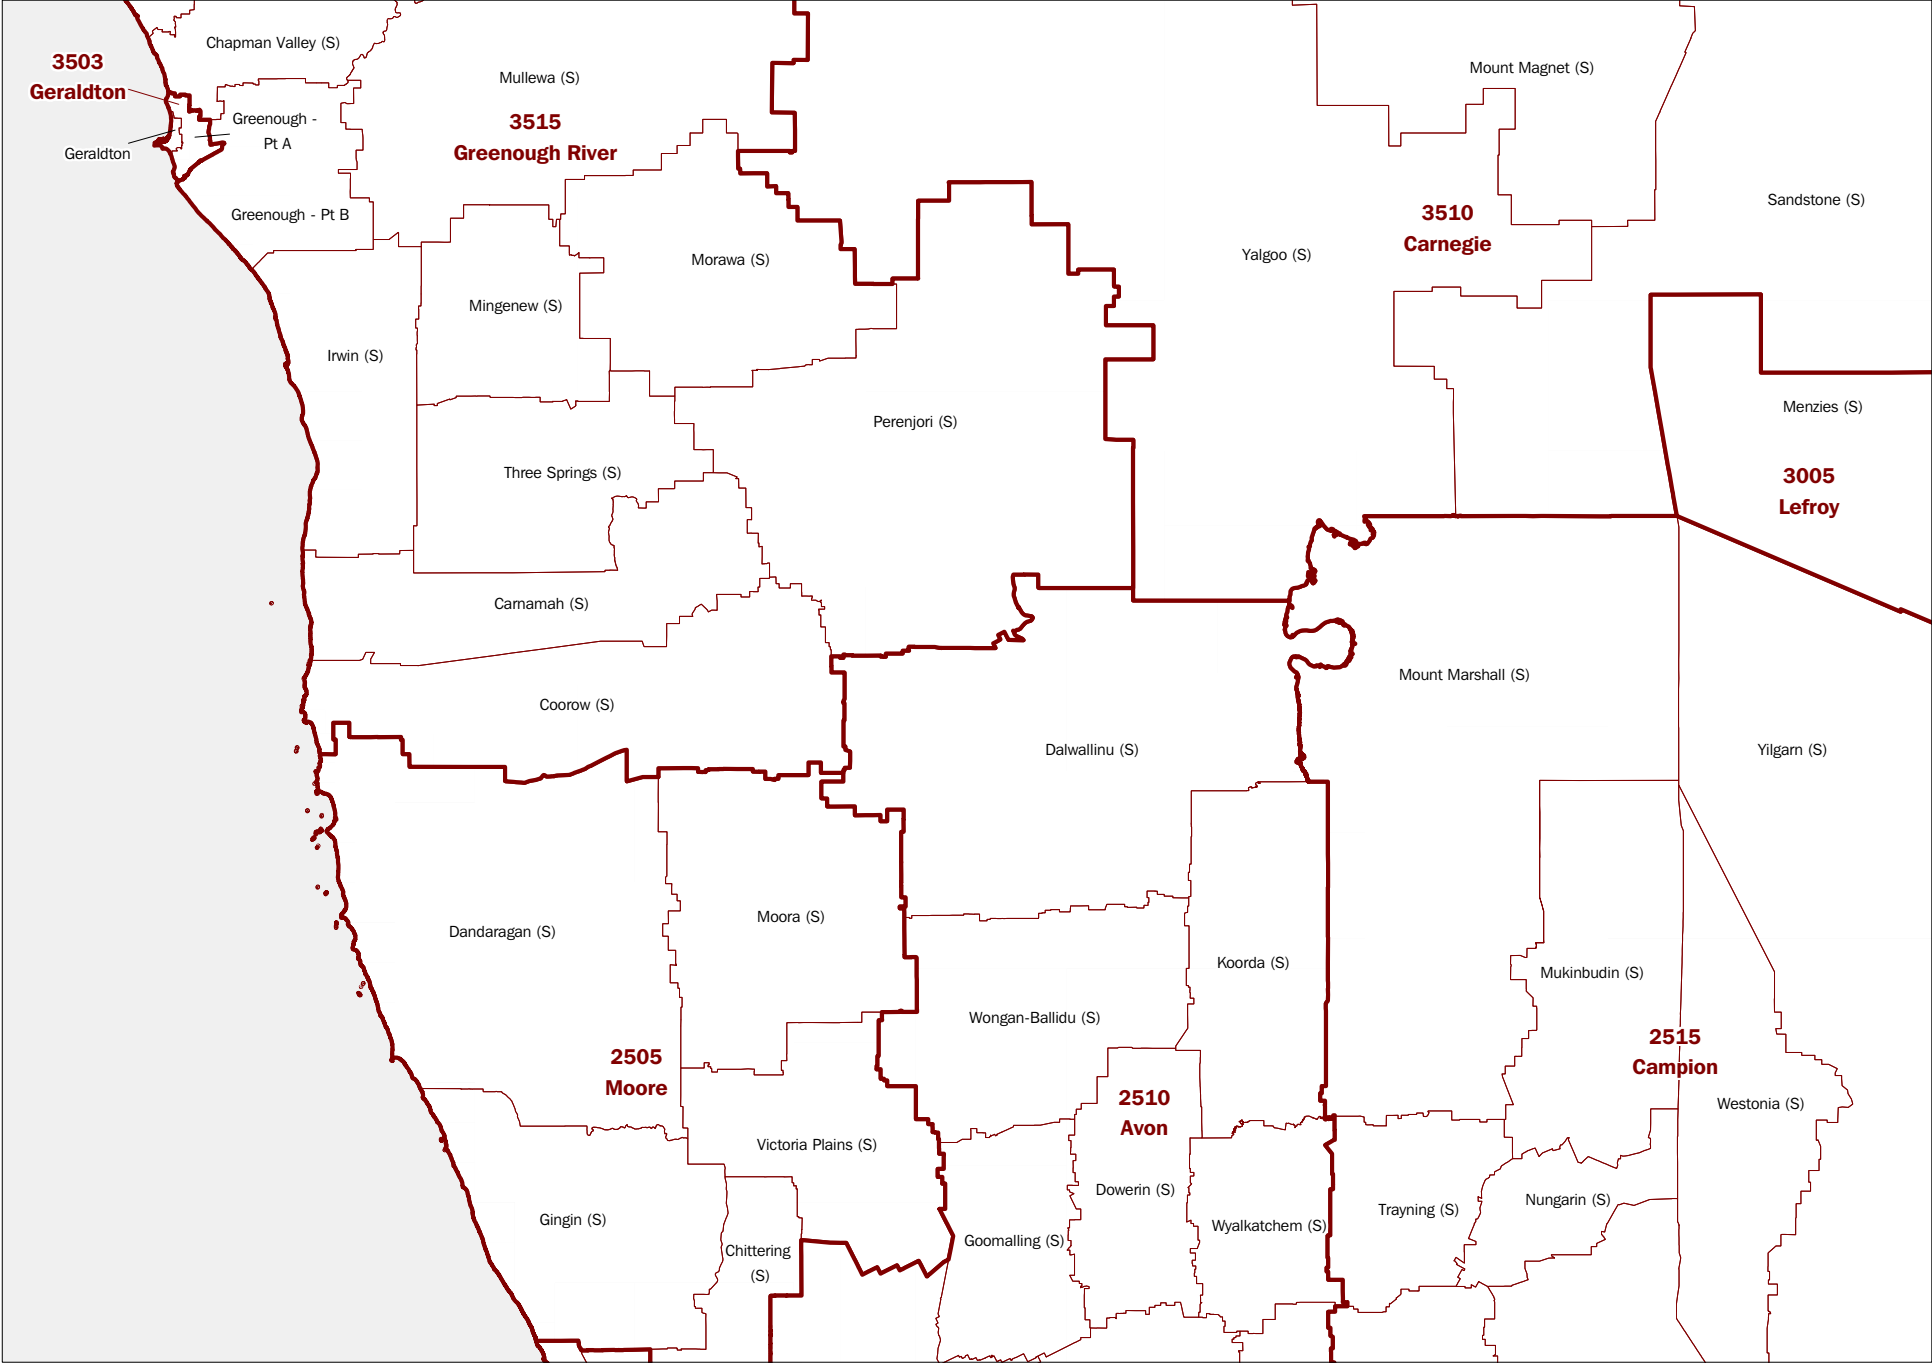 Chapman Valley (S)
3503
Geraldton
Mullewa (S)
Mount Magnet (S)
Greenough -
Pt A
3515
Greenough River
Geraldton
Sandstone (S)
Greenough - Pt B
3510
Carnegie
Yalgoo (S)
Morawa (S)
Mingenew (S)
Irwin (S)
Menzies (S)
Perenjori (S)
Three Springs (S)
3005
Lefroy
Carnamah (S)
Mount Marshall (S)
Coorow (S)
Dalwallinu (S)
Yilgarn (S)
Moora (S)
Dandaragan (S)
Koorda (S)
Mukinbudin (S)
Wongan-Ballidu (S)
2515
Campion
2505
Moore
2510
Avon
Westonia (S)
Victoria Plains (S)
Dowerin (S)
Nungarin (S)
Trayning (S)
Gingin (S)
Wyalkatchem (S)
Goomalling (S)
Chittering
(S)